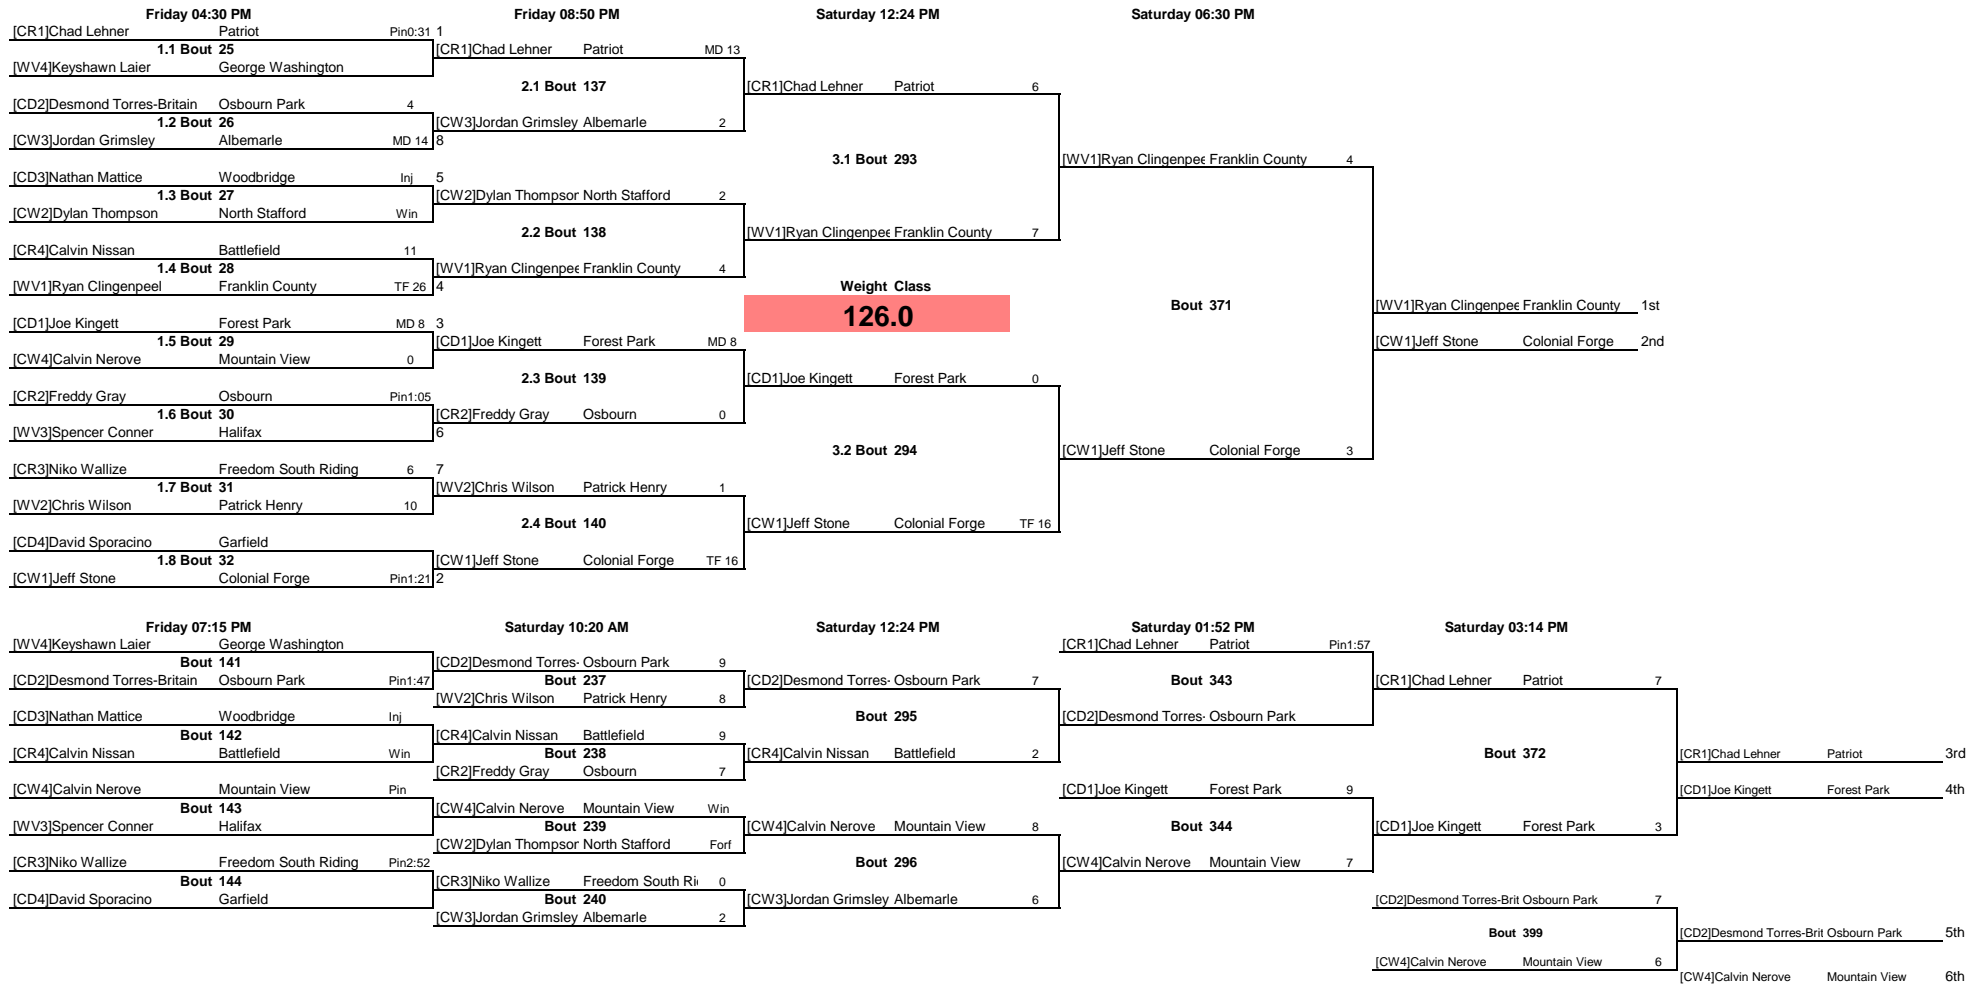 Friday 04:30 PM Friday 08:50 PM Saturday 12:24 PM Saturday 06:30 PM
[CR1]Chad Lehner Patriot Pin0:31 1
1.1 Bout 25 [CR1]Chad Lehner Patriot MD 13
[WV4]Keyshawn Laier George Washington
2.1 Bout 137 [CR1]Chad Lehner Patriot 6
[CD2]Desmond Torres-Britain Osbourn Park 4
1.2 Bout 26 [CW3]Jordan Grimsley Albemarle 2
[CW3]Jordan Grimsley Albemarle MD 14 8
3.1 Bout 293 [WV1]Ryan Clingenpee Franklin County 4
[CD3]Nathan Mattice Woodbridge Inj 5
1.3 Bout 27 [CW2]Dylan Thompsor North Stafford 2
[CW2]Dylan Thompson North Stafford Win
2.2 Bout 138 [WV1]Ryan Clingenpee Franklin County 7
[CR4]Calvin Nissan Battlefield 11
1.4 Bout 28 [WV1]Ryan Clingenpee Franklin County 4
[WV1]Ryan Clingenpeel Franklin County TF 26 4 Weight Class
Bout 371 [WV1]Ryan Clingenpee Franklin County 1st
126.0
[CD1]Joe Kingett Forest Park MD 8 3
1.5 Bout 29 [CD1]Joe Kingett Forest Park MD 8 [CW1]Jeff Stone Colonial Forge 2nd
[CW4]Calvin Nerove Mountain View 0
2.3 Bout 139 [CD1]Joe Kingett Forest Park 0
[CR2]Freddy Gray Osbourn Pin1:05
1.6 Bout 30 [CR2]Freddy Gray Osbourn 0
[WV3]Spencer Conner Halifax 6
3.2 Bout 294 [CW1]Jeff Stone Colonial Forge 3
[CR3]Niko Wallize Freedom South Riding 6 7
1.7 Bout 31 [WV2]Chris Wilson Patrick Henry 1
[WV2]Chris Wilson Patrick Henry 10
2.4 Bout 140 [CW1]Jeff Stone Colonial Forge TF 16
[CD4]David Sporacino Garfield
1.8 Bout 32 [CW1]Jeff Stone Colonial Forge TF 16
[CW1]Jeff Stone Colonial Forge Pin1:21 2
Friday 07:15 PM Saturday 10:20 AM Saturday 12:24 PM Saturday 01:52 PM Saturday 03:14 PM
[WV4]Keyshawn Laier George Washington [CR1]Chad Lehner Patriot Pin1:57
Bout 141 [CD2]Desmond Torres- Osbourn Park 9
[CD2]Desmond Torres-Britain Osbourn Park Pin1:47 Bout 237 [CD2]Desmond Torres- Osbourn Park 7 Bout 343 [CR1]Chad Lehner Patriot 7
[WV2]Chris Wilson Patrick Henry 8
[CD3]Nathan Mattice Woodbridge Inj Bout 295 [CD2]Desmond Torres- Osbourn Park
Bout 142 [CR4]Calvin Nissan Battlefield 9
[CR4]Calvin Nissan Battlefield Win Bout 238 [CR4]Calvin Nissan Battlefield 2 Bout 372 [CR1]Chad Lehner Patriot 3rd
[CR2]Freddy Gray Osbourn 7
[CW4]Calvin Nerove Mountain View Pin [CD1]Joe Kingett Forest Park 9 [CD1]Joe Kingett Forest Park 4th
Bout 143 [CW4]Calvin Nerove Mountain View Win
[WV3]Spencer Conner Halifax Bout 239 [CW4]Calvin Nerove Mountain View 8 Bout 344 [CD1]Joe Kingett Forest Park 3
[CW2]Dylan Thompsor North Stafford Forf
[CR3]Niko Wallize Freedom South Riding Pin2:52 Bout 296 [CW4]Calvin Nerove Mountain View 7
Bout 144 [CR3]Niko Wallize Freedom South Ri 0
[CD4]David Sporacino Garfield Bout 240 [CW3]Jordan Grimsley Albemarle 6 [CD2]Desmond Torres-Brit Osbourn Park 7
[CW3]Jordan Grimsley Albemarle 2
Bout 399 [CD2]Desmond Torres-Brit Osbourn Park 5th
[CW4]Calvin Nerove Mountain View 6
[CW4]Calvin Nerove Mountain View 6th